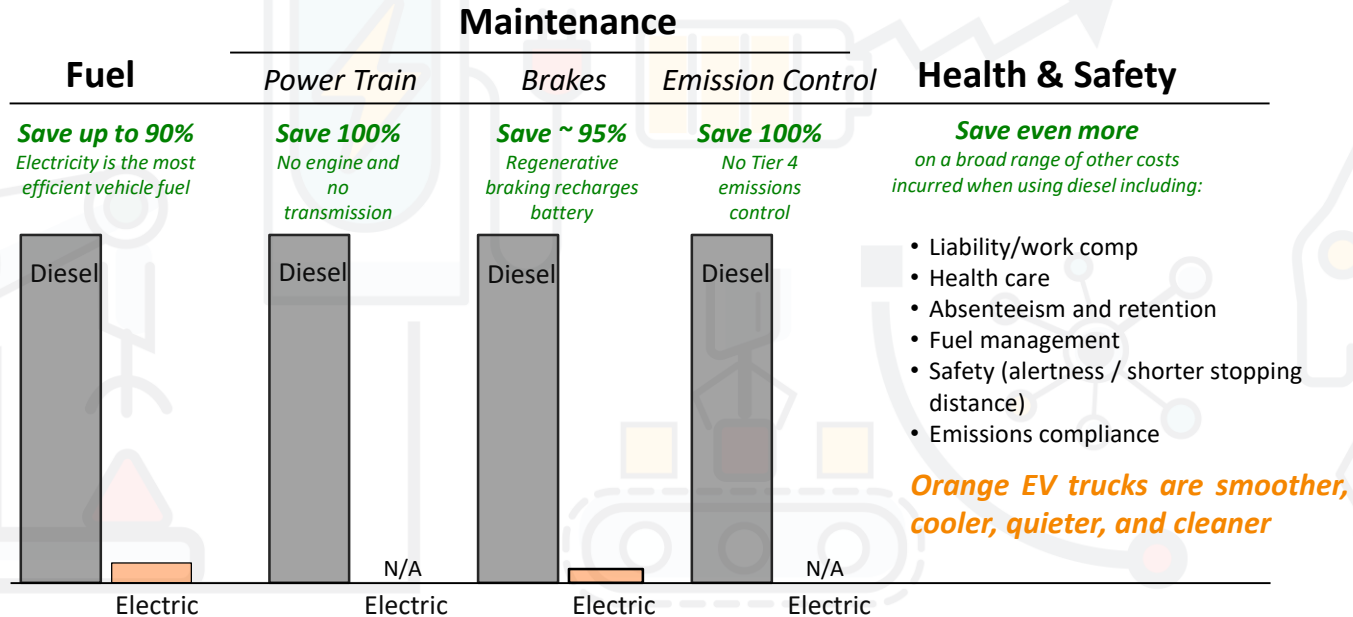 Maintenance
Fuel
Power Train
Brakes
Emission Control
Health & Safety
Save up to 90%
Electricity is the most
efficient vehicle fuel
Save 100%
No engine and
no
transmission
Save ~ 95%
Regenerative
braking recharges
battery
Save 100%
No Tier 4
emissions
control
Save even more
on a broad range of other costs
incurred when using diesel including:
Diesel
Diesel
Diesel
Diesel
• Liability/work comp
• Health care
• Absenteeism and retention
• Fuel management
• Safety (alertness / shorter stopping
distance)
• Emissions compliance
Orange EV trucks are smoother,
cooler, quieter, and cleaner
N/A
N/A
Electric
Electric
Electric
Electric